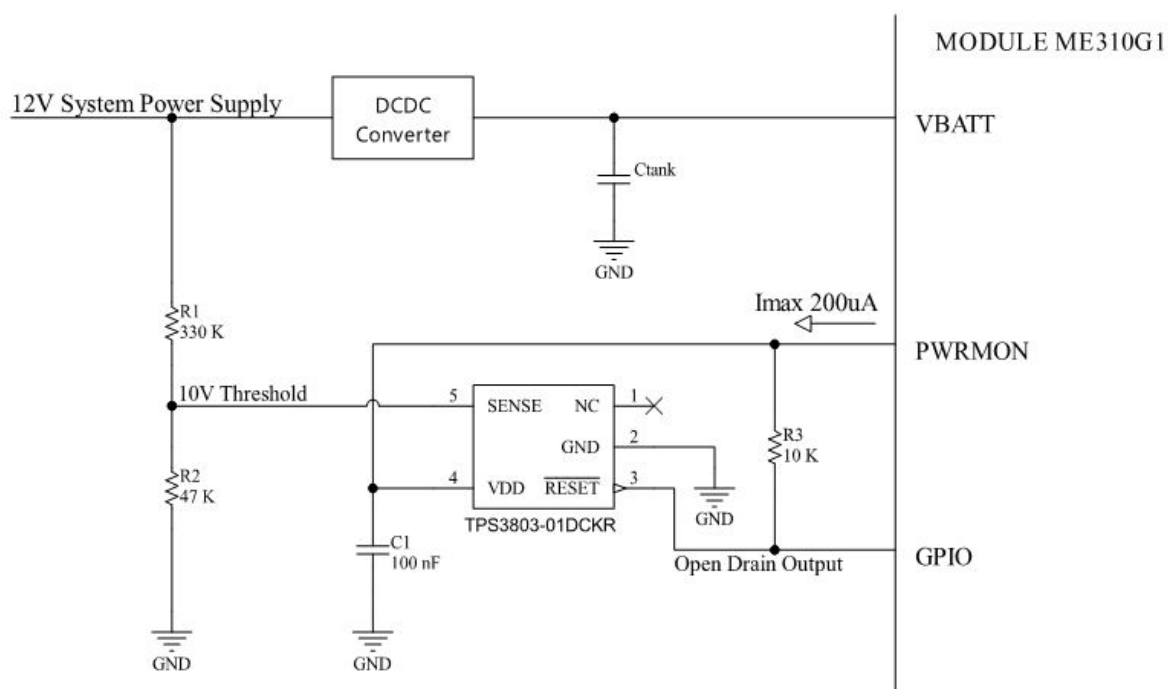 MODULE ME310G1
12V System Power Supply
DCDC
Converter
VBATT
Ctank
GND
R1
330 K
Imax 200uA
PWRMON
10V Threshold
5
SENSE
NC
1
GND
2
R3
10 K
R2
47 K
4
VDD
RESET
3
GND
TPS3803-01DCKR
C1
100 nF
Open Drain Output
GPIO
GND
GND